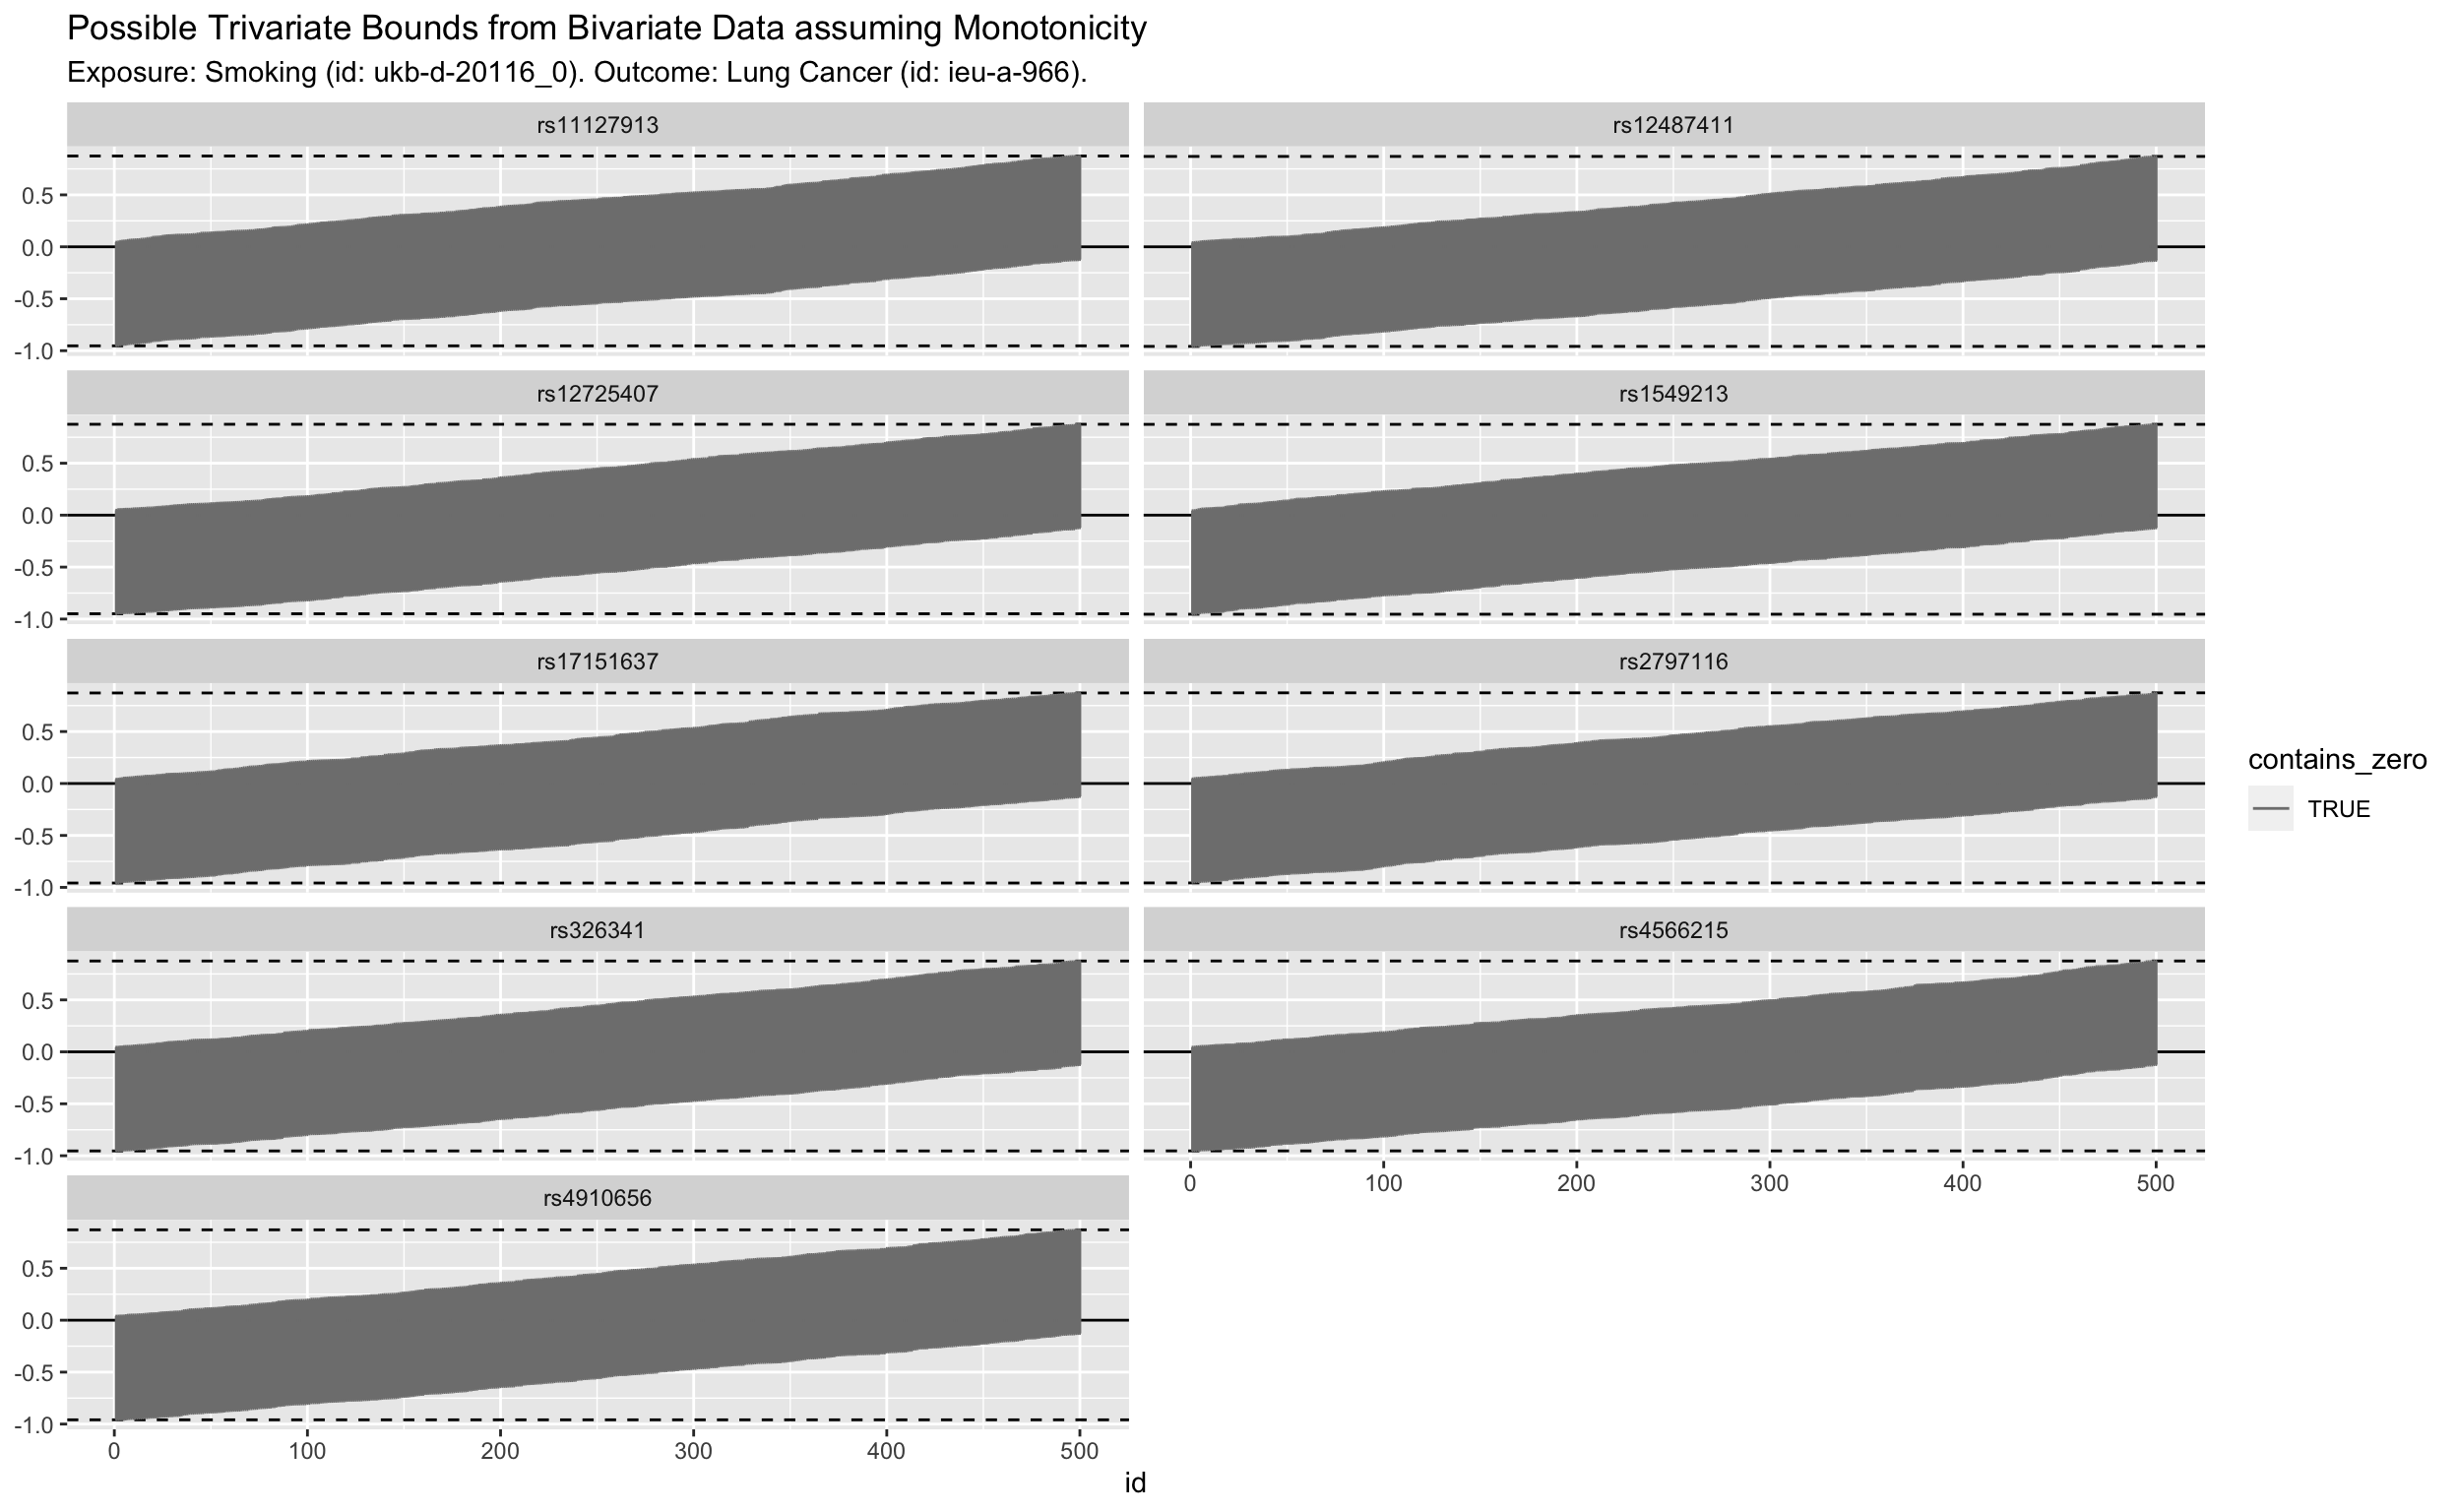 Possible Trivariate Bounds from Bivariate Data assuming Monotonicity
Exposure: Smoking (id: ukb-d-20116_0). Outcome: Lung Cancer (id: ieu-a-966).
rs11127913
rs12487411
0.5
0.0
-0.5
-1.0
rs12725407
rs1549213
0.5
0.0
-0.5
-1.0
rs17151637
rs2797116
0.5
0.0
-0.5
-1.0
contains_zero
TRUE
rs326341
rs4566215
0.5
0.0
-0.5
-1.0
0 100 200 300 400 500
rs4910656
0.5
0.0
-0.5
-1.0
0 100 200 300 400 500
id